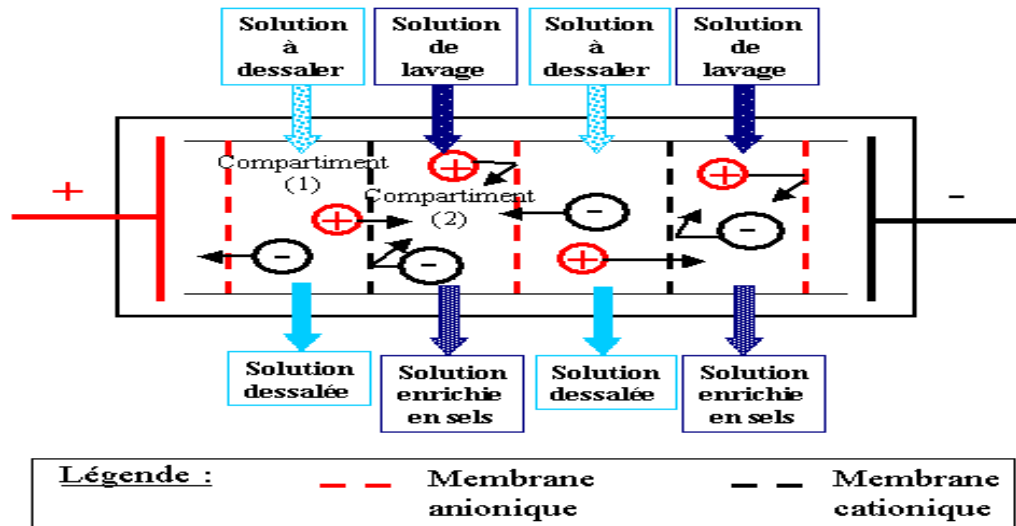 Solution
à
dessaler
Solution
de
lavage
Solution
à
dessaler
Solution
de
lavage
Compartiment
(1)
Compartiment
(2)
+
-
+
+
-
-
+
-
+
-
Solution
dessalée
Solution
enrichie
en sels
Solution
dessalée
Solution
enrichie
en sels
Légende :
Membrane
anionique
Membrane
cationique